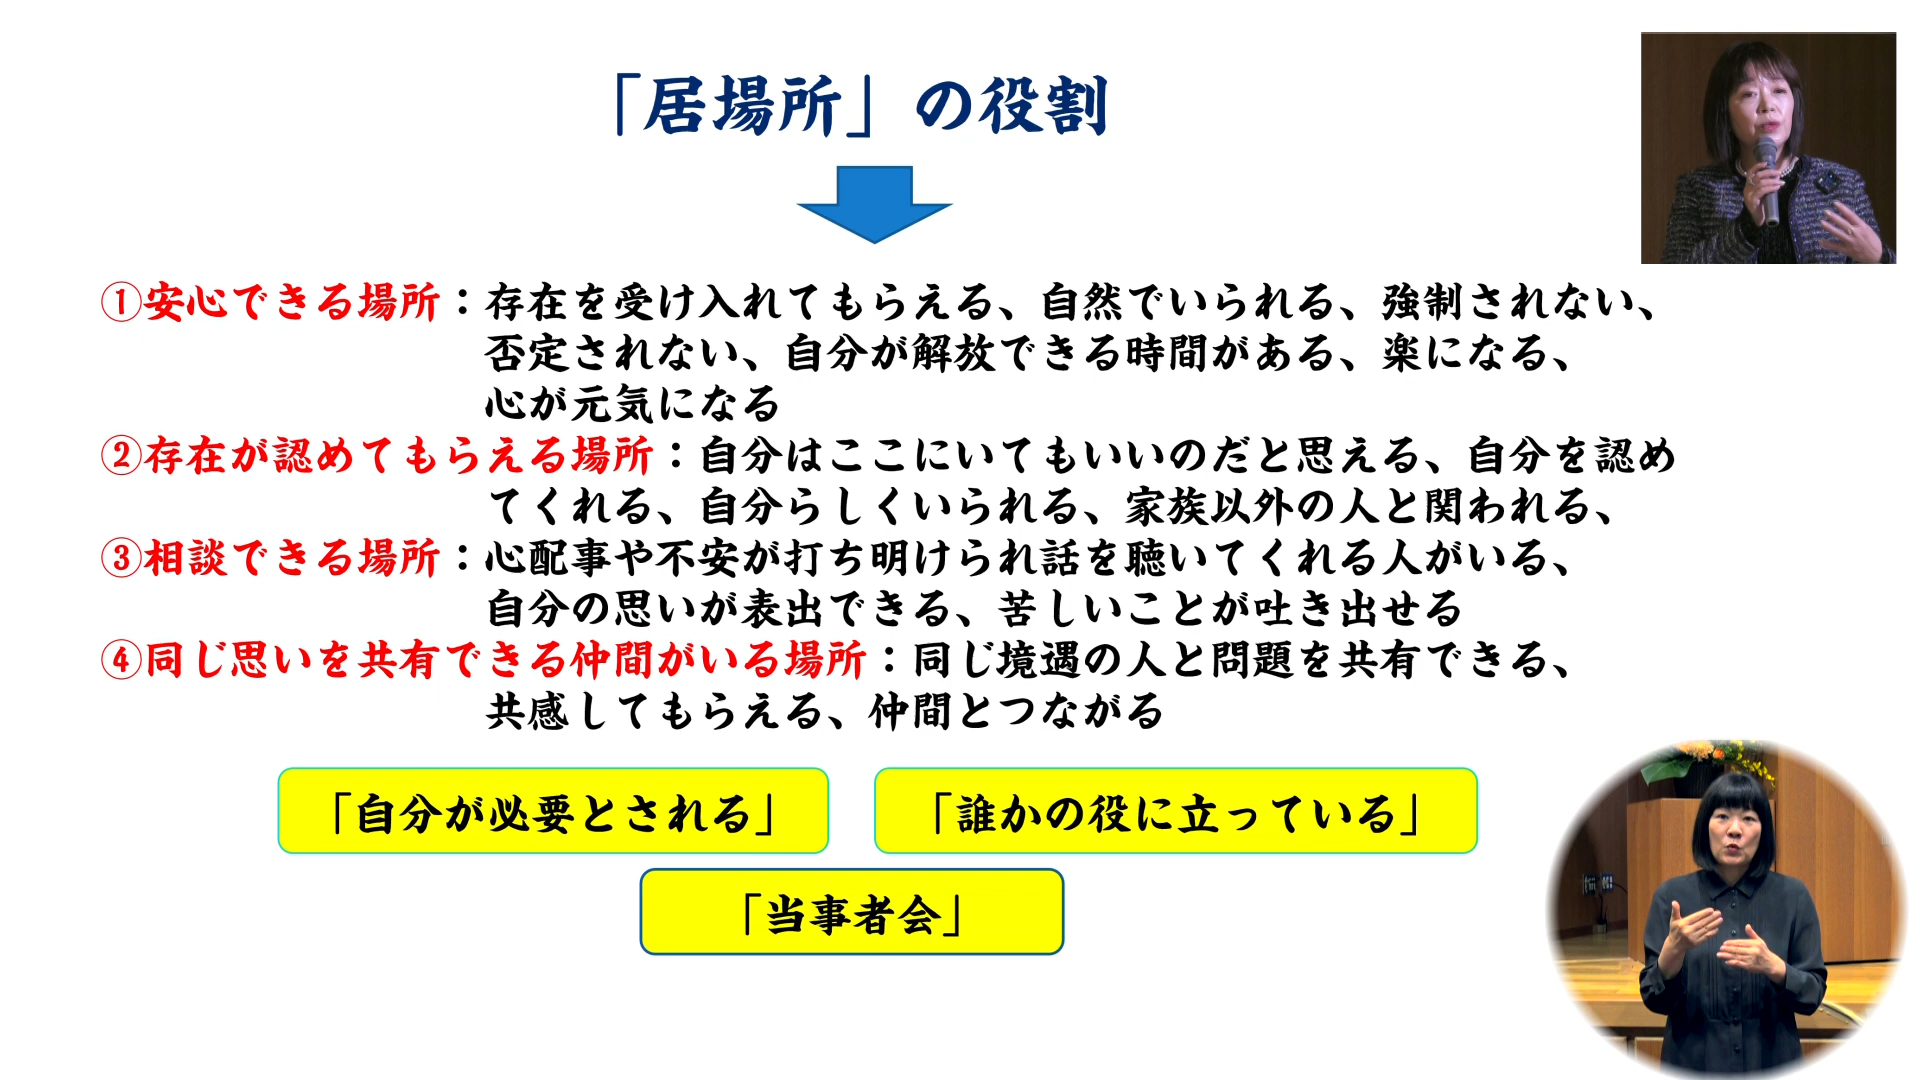 「居場所」の役割
①安心できる場所：存在を受け入れてもらえる、自然でいられる、強制されない、
否定されない、自分が解放できる時間がある、楽になる、
心が元気になる
②存在が認めてもらえる場所：自分はここにいてもいいのだと思える、自分を認め
てくれる、自分らしくいられる、家族以外の人と関われる、
③相談できる場所：心配事や不安が打ち明けられ話を聴いてくれる人がいる、
自分の思いが表出できる、苦しいことが吐き出せる
④同じ思いを共有できる仲間がいる場所：同じ境遇の人と問題を共有できる、
共感してもらえる、仲間とつながる
「自分が必要とされる」
「誰かの役に立っている」
「当事者会」